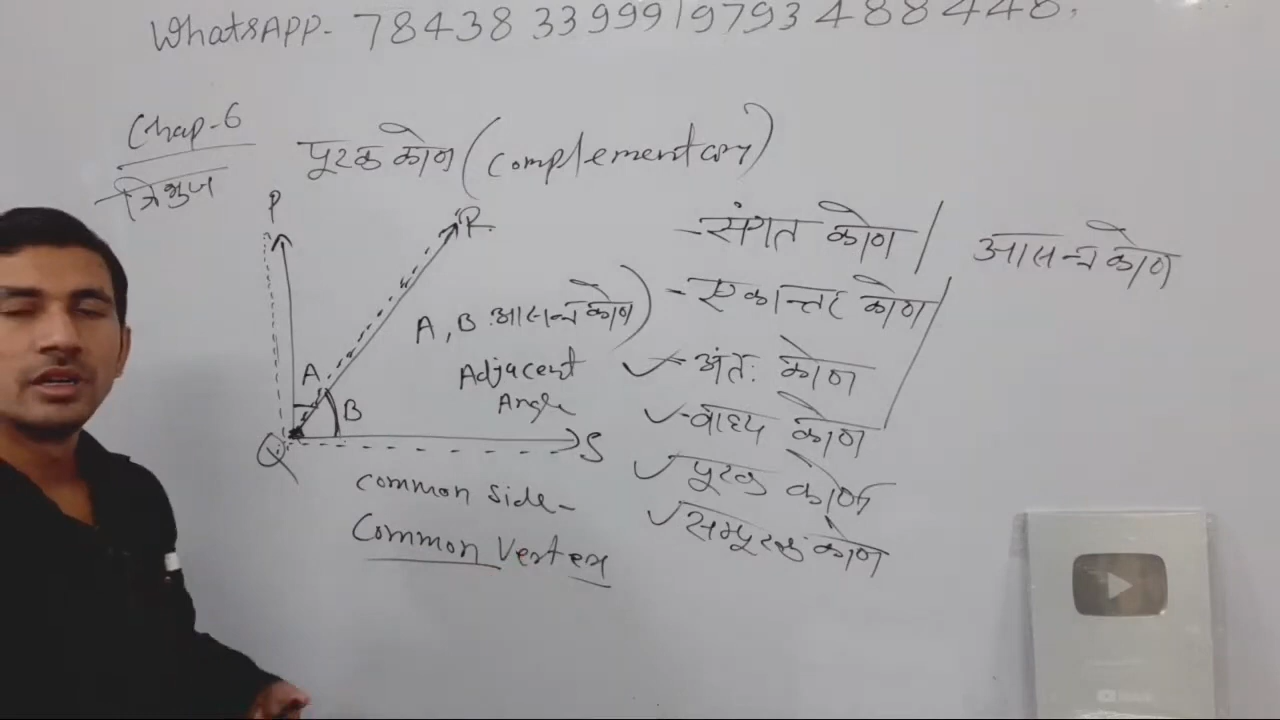 WhatsAPP- 7843833999/9793488448,
Chap-6
त्रिभुज
पूरक कोण (Complementary)
P
R
A
B
Q
S
A, B आसन्न कोण)
Adjacent
Angle
Common side-
Common Vertex
-संगत कोण /
-एकान्तर कोण
-अंतः कोण
-वाह्य कोण
पूरक कोण
सम्पूरक कोण
आसन्न कोण